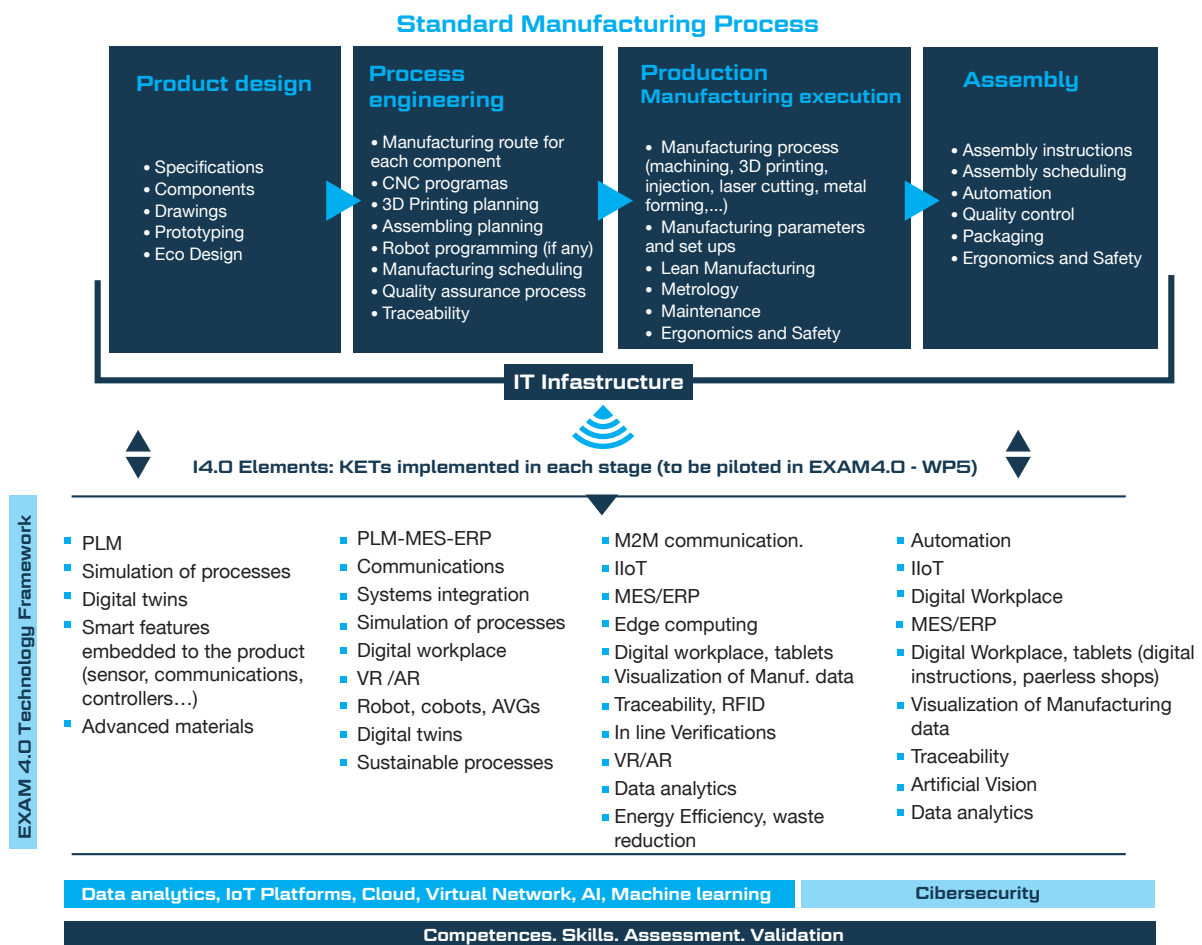 Standard Manufacturing Process
Product design
• Specifications
• Components
• Drawings
• Prototyping
• Eco Design
Process
engineering
• Manufacturing route for
each component
• CNC programas
• 3D Printing planning
• Assembling planning
• Robot programming (if any)
• Manufacturing scheduling
• Quality assurance process
• Traceability
Production
Manufacturing execution
• Manufacturing process
(machining, 3D printing,
injection, laser cutting, metal
forming,...)
• Manufacturing parameters
and set ups
• Lean Manufacturing
• Metrology
• Maintenance
• Ergonomics and Safety
Assembly
• Assembly instructions
• Assembly scheduling
• Automation
• Quality control
• Packaging
• Ergonomics and Safety
IT Infastructure
I4.0 Elements: KETs implemented in each stage (to be piloted in EXAM4.0 - WP5)
EXAM 4.0 Technology Framework
PLM
Simulation of processes
Digital twins
Smart features
embedded to the product
(sensor, communications,
controllers…)
Advanced materials
PLM-MES-ERP
Communications
Systems integration
Simulation of processes
Digital workplace
VR /AR
Robot, cobots, AVGs
Digital twins
Sustainable processes
M2M communication.
IIoT
MES/ERP
Edge computing
Digital workplace, tablets
Visualization of Manuf. data
Traceability, RFID
In line Verifications
VR/AR
Data analytics
Energy Efficiency, waste
reduction
Automation
IIoT
Digital Workplace
MES/ERP
Digital Workplace, tablets (digital
instructions, paerless shops)
Visualization of Manufacturing
data
Traceability
Artificial Vision
Data analytics
Data analytics, IoT Platforms, Cloud, Virtual Network, AI, Machine learning
Cibersecurity
Competences. Skills. Assessment. Validation